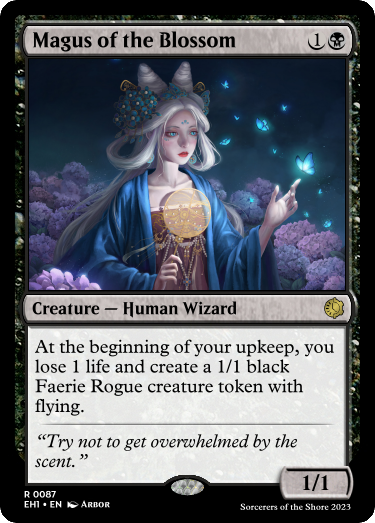 Magus of the Blossom 1
Creature — Human Wizard
At the beginning of your upkeep, you
lose 1 life and create a 1/1 black
Faerie Rogue creature token with
flying.
“Try not to get overwhelmed by the
scent.”
1/1
R 0087
EH1 • EN ARBOR
Sorcerers of the Shore 2023